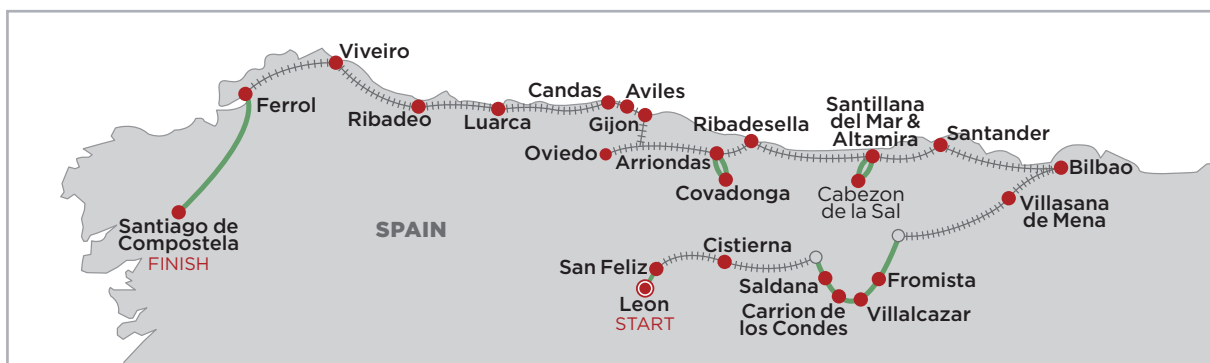 Viveiro
Ferrol
Ribadeo
Luarca
Candas
Aviles
Gijon
Oviedo
Arriondas
Ribadesella
Covadonga
Santillana
del Mar &
Altamira
Cabezon
de la Sal
Santander
Bilbao
Villasana
de Mena
Santiago de
Compostela
FINISH
SPAIN
Cistierna
San Feliz
Leon
START
Saldana
Carrion de
los Condes
Villalcazar
Fromista